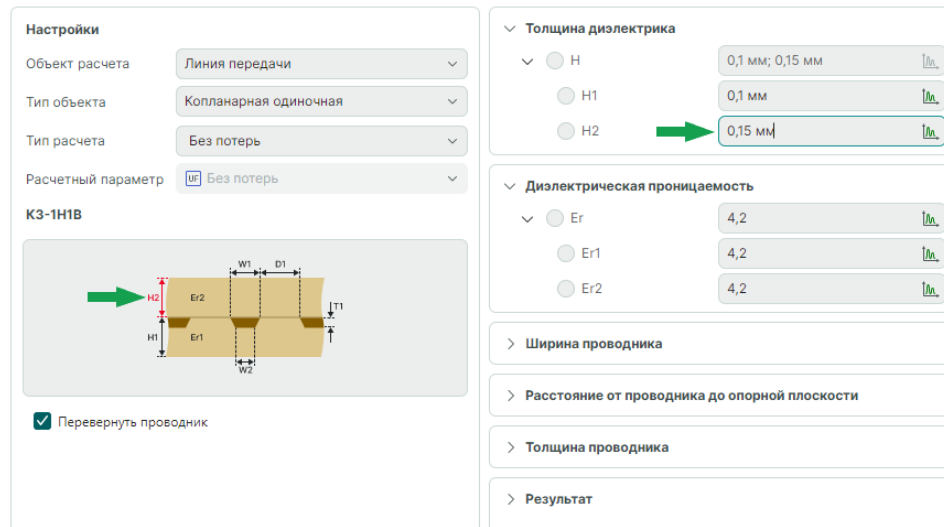 Настройки
Объект расчета Линия передачи
Тип объекта Копланарная одиночная
Тип расчета Без потерь
Расчетный параметр UF Без потерь
КЗ-1Н1В
W1 D1
H2 Er2
T1
H1 Er1
W2
Перевернуть проводник
Толщина диэлектрика
H 0,1 мм; 0,15 мм
H1 0,1 мм
H2 0,15 мм
Диэлектрическая проницаемость
Er 4,2
Er1 4,2
Er2 4,2
Ширина проводника
Расстояние от проводника до опорной плоскости
Толщина проводника
Результат